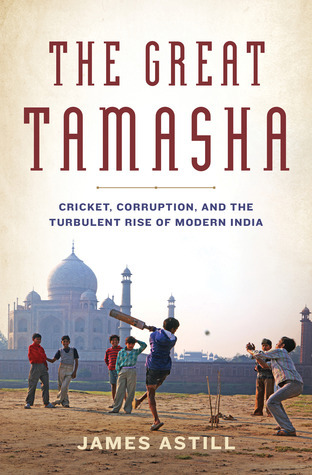 THE GREAT
TAMASHA
CRICKET, CORRUPTION, AND THE
TURBULENT RISE OF MODERN INDIA
JAMES ASTILL